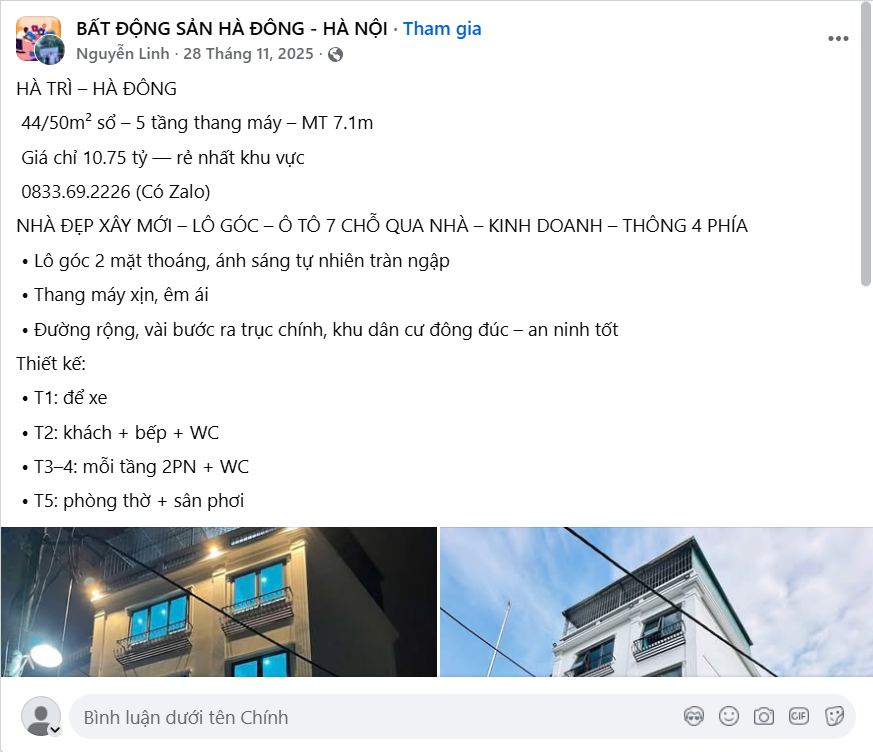 BẤT ĐỘNG SẢN HÀ ĐÔNG - HÀ NỘI · Tham gia
Nguyễn Linh · 28 Tháng 11, 2025 ·
HÀ TRÌ – HÀ ĐÔNG
44/50m² sổ – 5 tầng thang máy – MT 7.1m
Giá chỉ 10.75 tỷ — rẻ nhất khu vực
0833.69.2226 (Có Zalo)
NHÀ ĐẸP XÂY MỚI – LÔ GÓC – Ô TÔ 7 CHỖ QUA NHÀ – KINH DOANH – THÔNG 4 PHÍA
• Lô góc 2 mặt thoáng, ánh sáng tự nhiên tràn ngập
• Thang máy xịn, êm ái
• Đường rộng, vài bước ra trục chính, khu dân cư đông đúc – an ninh tốt
Thiết kế:
• T1: để xe
• T2: khách + bếp + WC
• T3–4: mỗi tầng 2PN + WC
• T5: phòng thờ + sân phơi
Bình luận dưới tên Chính
GIF